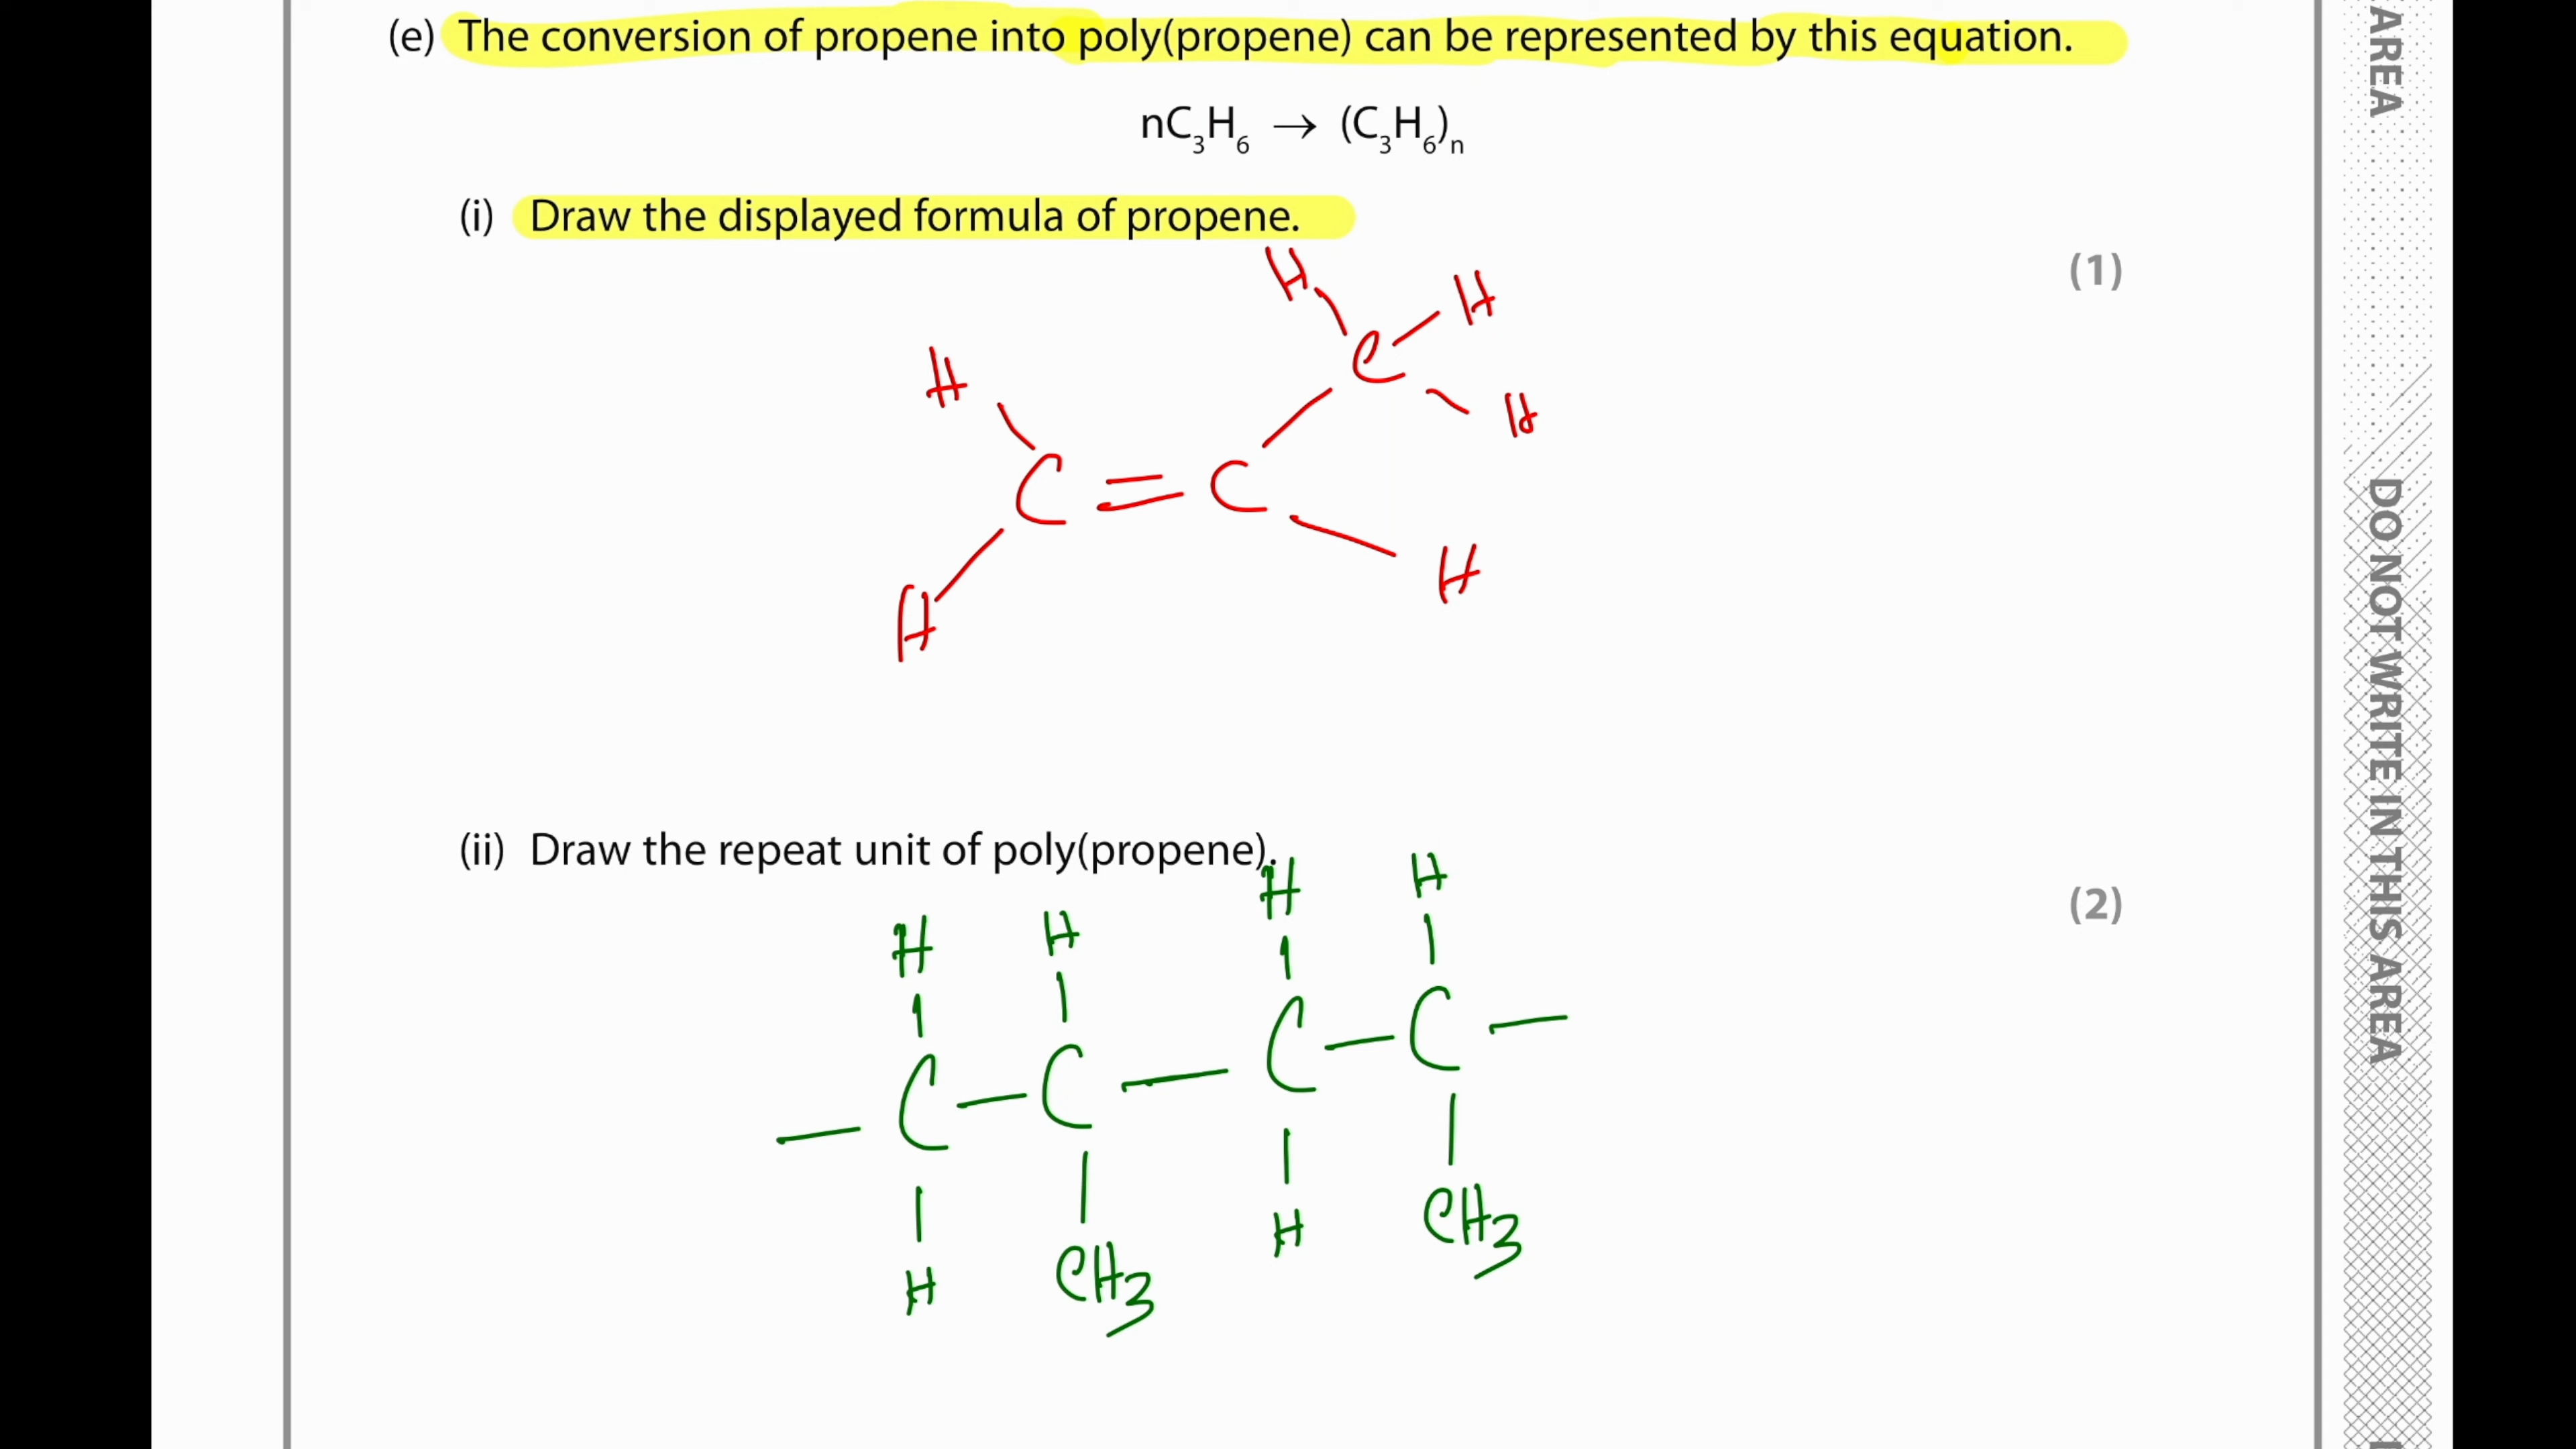 (e) The conversion of propene into poly(propene) can be represented by this equation.
nC₃H₆ → (C₃H₆)ₙ
(i) Draw the displayed formula of propene.
(1)
H H
H C
H
C = C
H
H
(ii) Draw the repeat unit of poly(propene).
(2)
H H H H
— C — C — C — C —
H CH₃ H CH₃
AREA
DO NOT WRITE IN THIS AREA